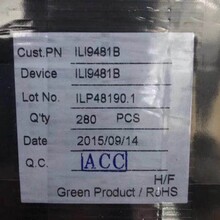 Cust.PN ILI9481B
Device ILI9481B
Lot No. ILP48190.1
Q'ty 280 PCS
Date 2015/09/14
Q.C. ACC
H/F
Green Product / RoHS